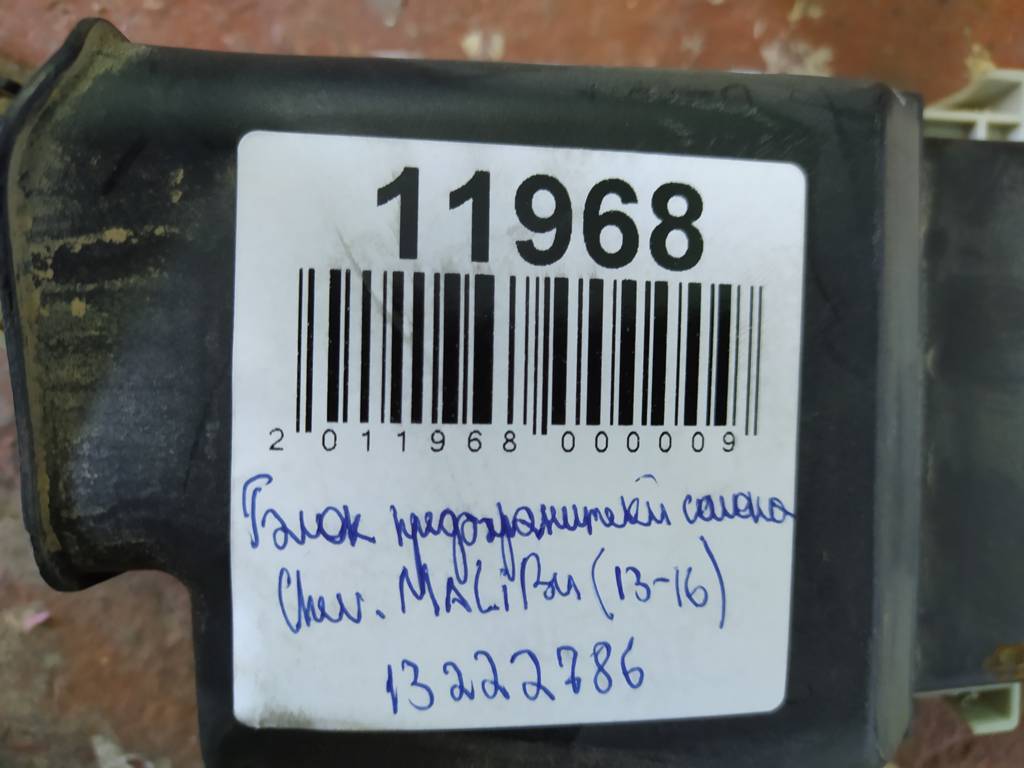 11968
2 011968 000009
Блок предохранителей салона
Chev. MALiBu (13-16)
13222786